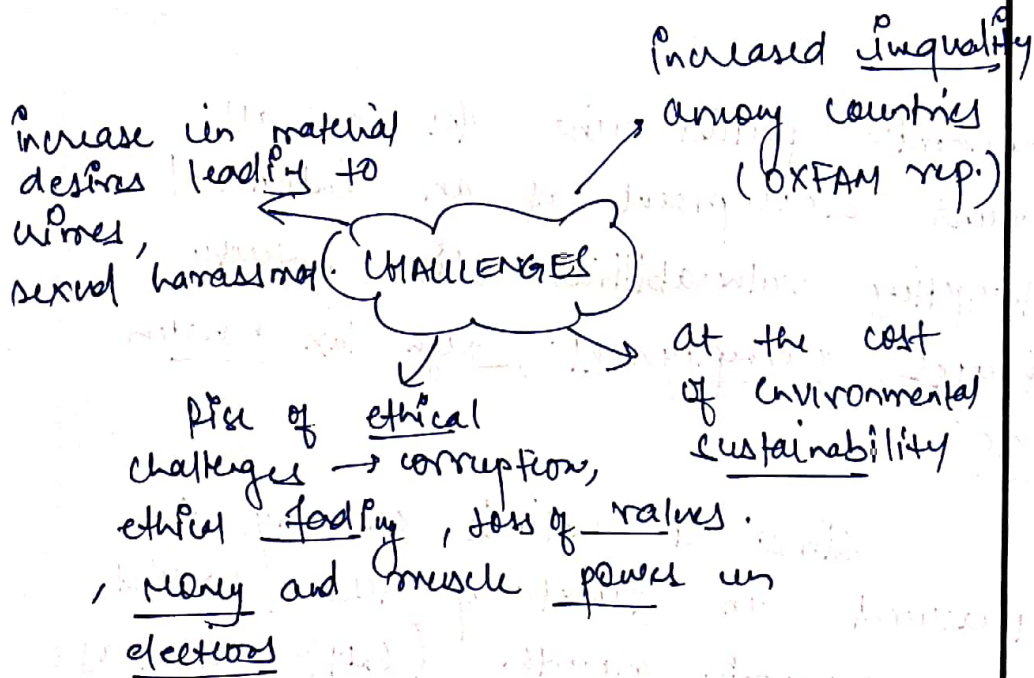 increased inequality
among countries
(OXFAM rep.)
increase in material
desires leading to
crimes,
sexual harassment.
CHALLENGES
at the cost
of environmental
sustainability
Rise of ethical
challenges → corruption,
ethical fading, loss of values.
, money and muscle power in
elections